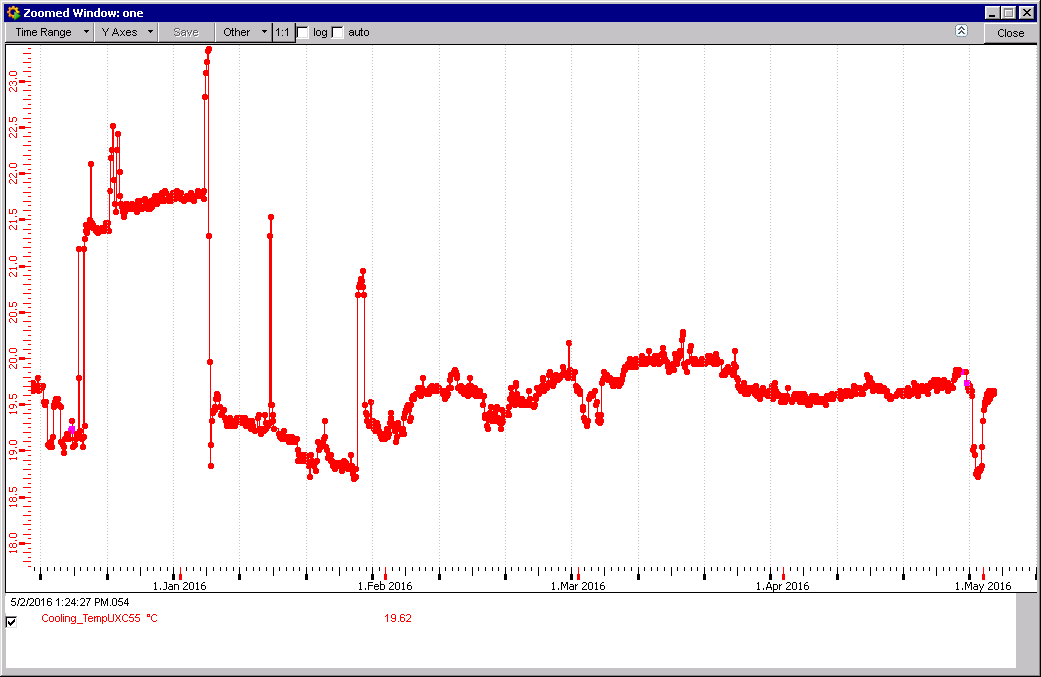 Zoomed Window: one
Time Range Y Axes Save Other 1:1 log auto Close
23.0
22.5
22.0
21.5
21.0
20.5
20.0
19.5
19.0
18.5
18.0
1.Jan 2016 1.Feb 2016 1.Mar 2016 1.Apr 2016 1.May 2016
5/2/2016 1:24:27 PM.054
Cooling_TempUXC55 °C 19.62